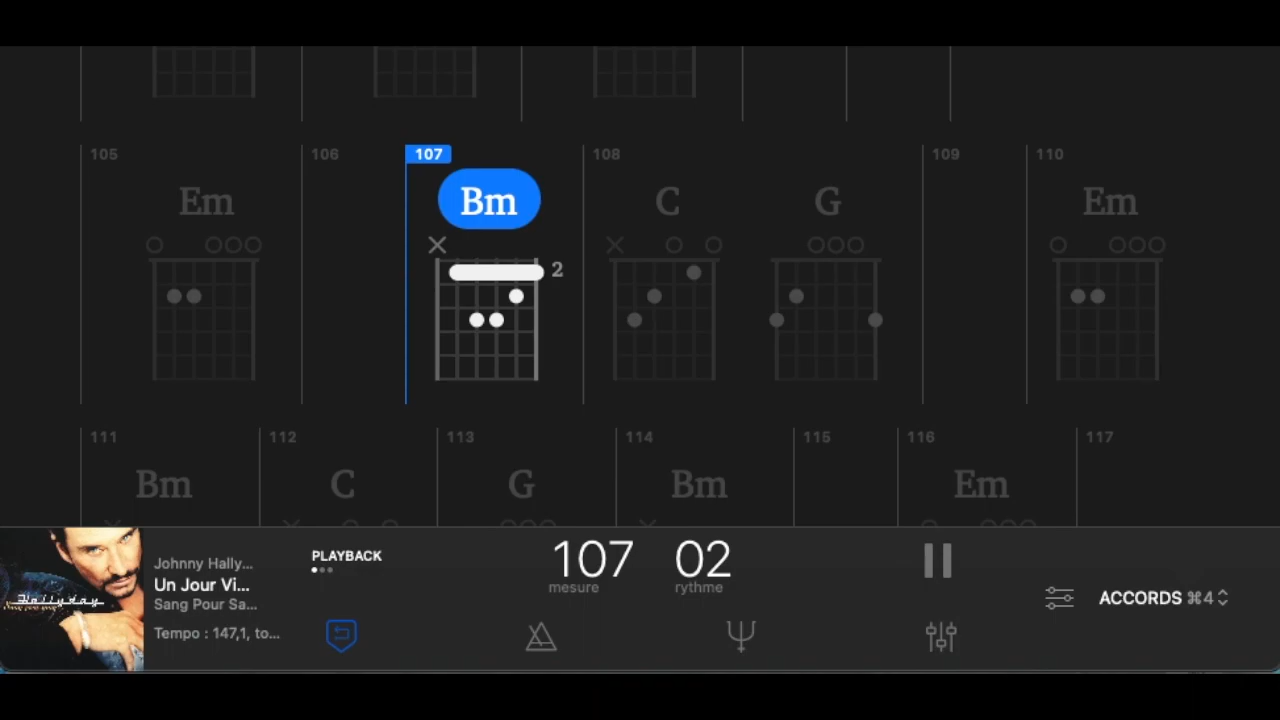 105 106 107 108 109 110
Em Bm C G Em
2
111 112 113 114 115 116 117
Bm C G Bm Em
Hallyday
Johnny Hally...
Un Jour Vi...
Sang Pour Sa...
Tempo : 147,1, to...
PLAYBACK
107 02
mesure rythme
ACCORDS ⌘4